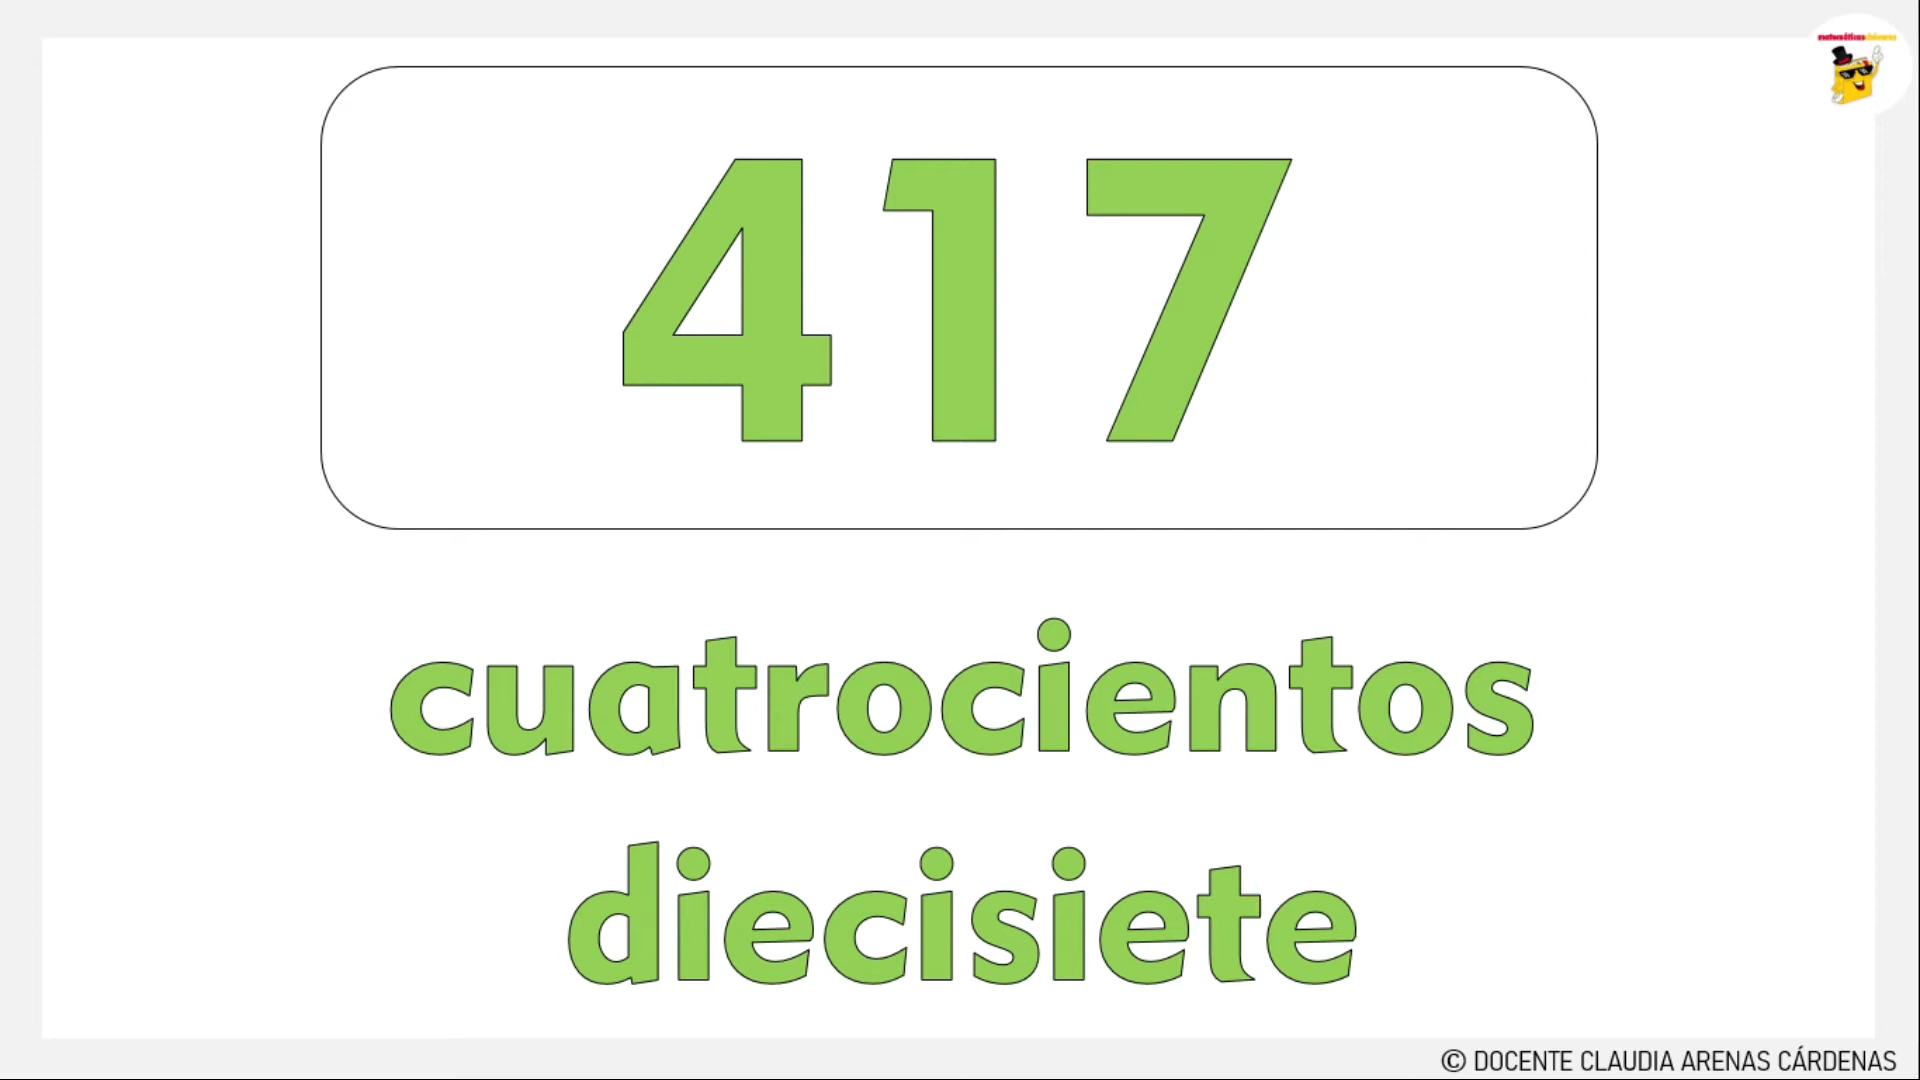 417
cuatrocientos
diecisiete
© DOCENTE CLAUDIA ARENAS CÁRDENAS